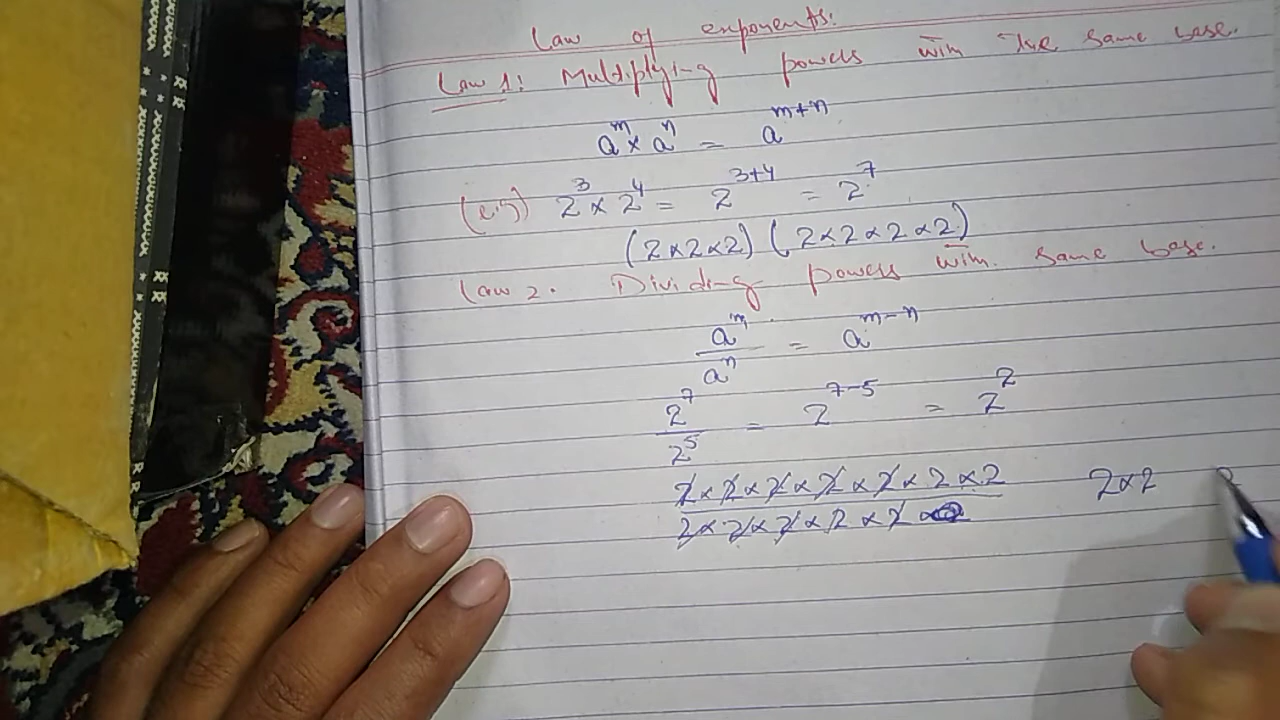 Law of exponents.
Law 1: Multiplying powers with the same base.
a^m × a^n = a^{m+n}
(e.g) 2^3 × 2^4 = 2^{3+4} = 2^7
(2×2×2) (2×2×2×2)
Law 2. Dividing powers with same base.
a^m / a^n = a^{m-n}
2^7 / 2^5 = 2^{7-5} = 2^2
2×2×2×2×2×2×2 2×2 2
2×2×2×2×2